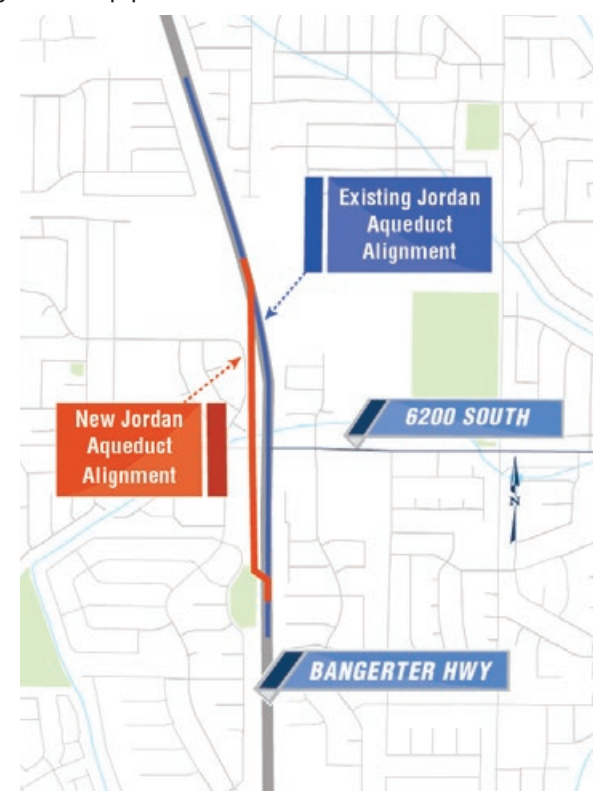 Existing Jordan
Aqueduct
Alignment
6200 SOUTH
New Jordan
Aqueduct
Alignment
N
BANGERTER HWY